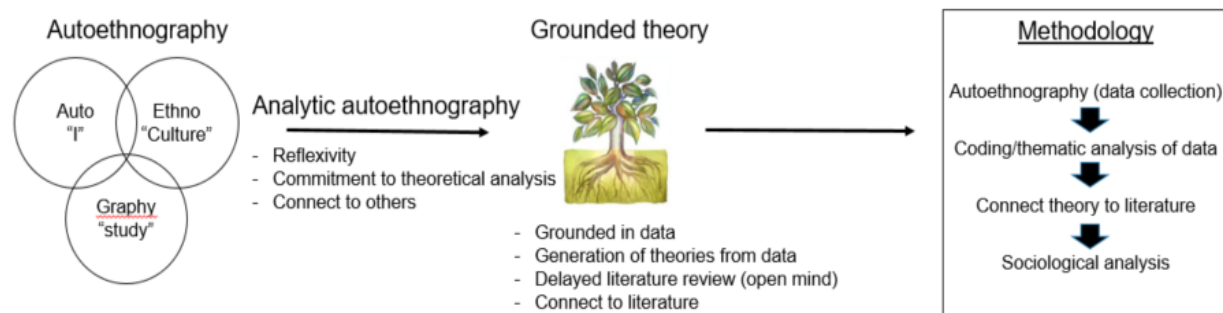 Autoethnography
Auto
“I”
Ethno
“Culture”
Graphy
“study”
Analytic autoethnography
- Reflexivity
- Commitment to theoretical analysis
- Connect to others
Grounded theory
- Grounded in data
- Generation of theories from data
- Delayed literature review (open mind)
- Connect to literature
Methodology
Autoethnography (data collection)
Coding/thematic analysis of data
Connect theory to literature
Sociological analysis